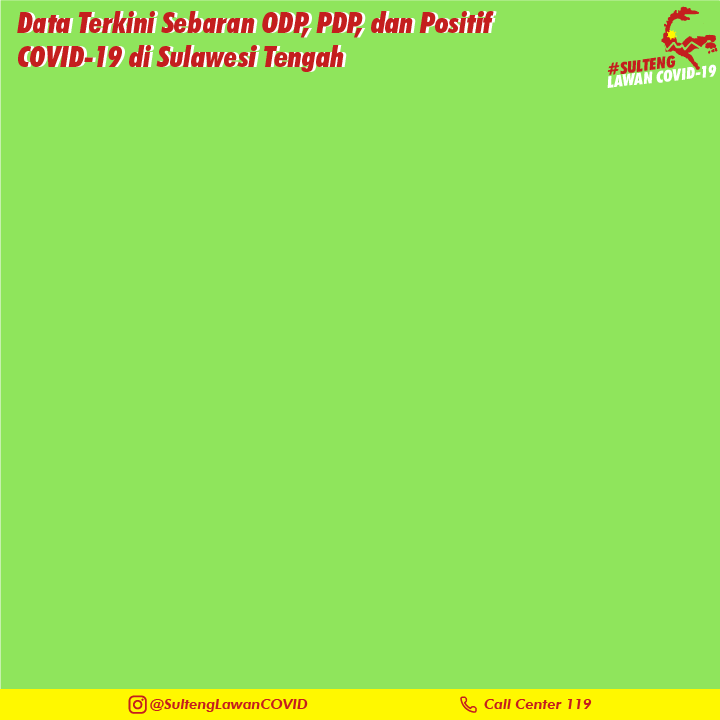 Data Terkini Sebaran ODP, PDP, dan Positif
COVID-19 di Sulawesi Tengah
#SULTENG
LAWAN COVID-19
@SultengLawanCOVID
Call Center 119